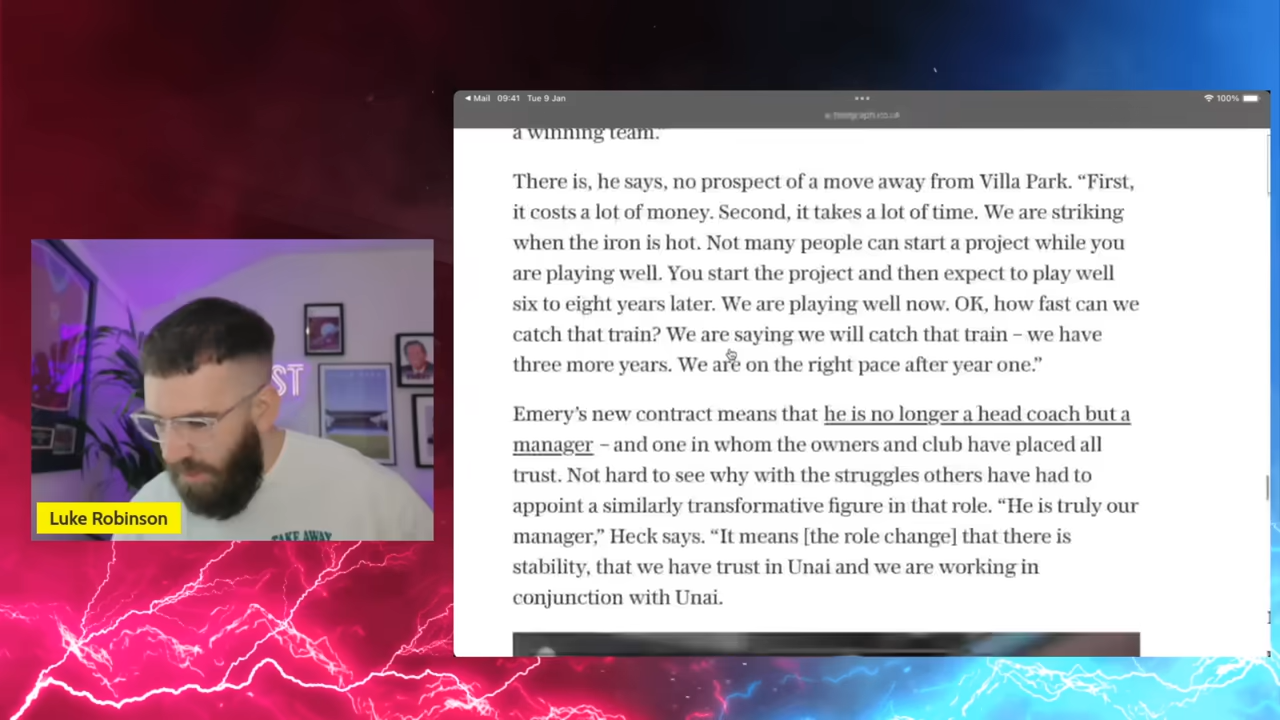 Mail 09:41 Tue 9 Jan
100%
telegraph.co.uk
a winning team.”
There is, he says, no prospect of a move away from Villa Park. “First,
it costs a lot of money. Second, it takes a lot of time. We are striking
when the iron is hot. Not many people can start a project while you
are playing well. You start the project and then expect to play well
six to eight years later. We are playing well now. OK, how fast can we
catch that train? We are saying we will catch that train – we have
three more years. We are on the right pace after year one.”
Emery’s new contract means that he is no longer a head coach but a
manager – and one in whom the owners and club have placed all
trust. Not hard to see why with the struggles others have had to
appoint a similarly transformative figure in that role. “He is truly our
manager,” Heck says. “It means [the role change] that there is
stability, that we have trust in Unai and we are working in
conjunction with Unai.
ST
Luke Robinson
TAKE AWAY